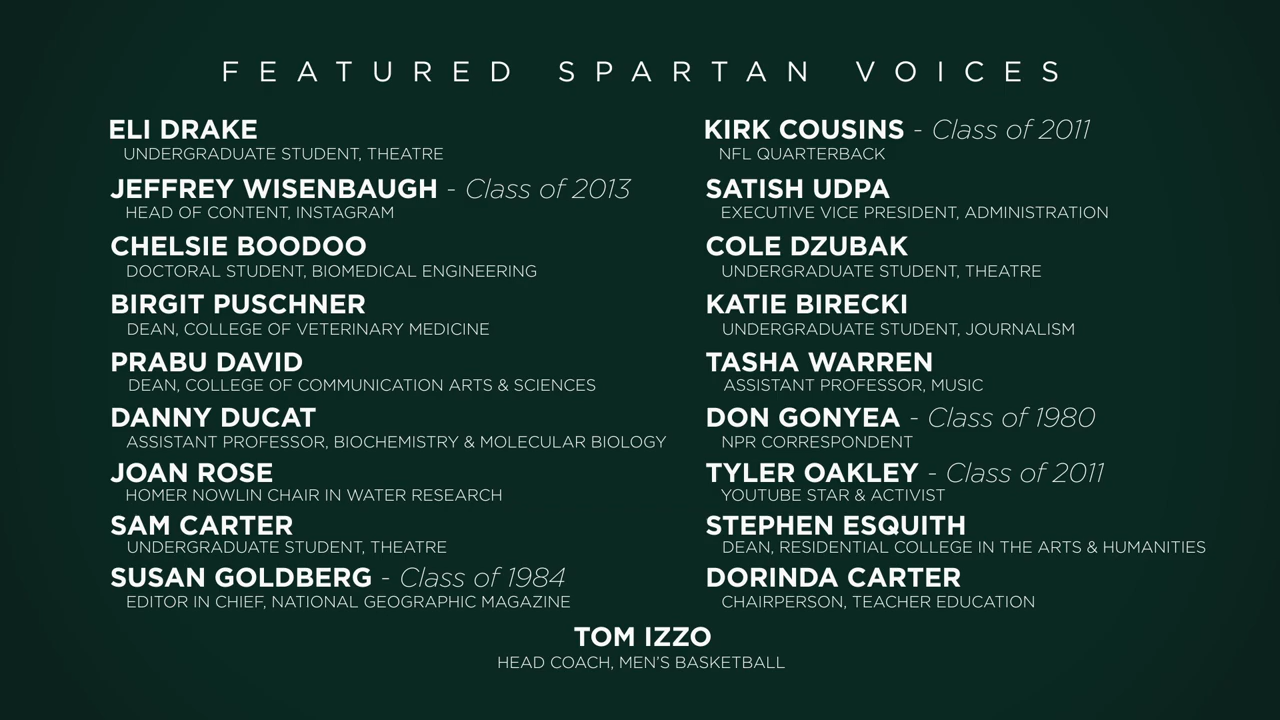 FEATURED SPARTAN VOICES
ELI DRAKE
UNDERGRADUATE STUDENT, THEATRE
JEFFREY WISENBAUGH - Class of 2013
HEAD OF CONTENT, INSTAGRAM
CHELSIE BOODOO
DOCTORAL STUDENT, BIOMEDICAL ENGINEERING
BIRGIT PUSCHNER
DEAN, COLLEGE OF VETERINARY MEDICINE
PRABU DAVID
DEAN, COLLEGE OF COMMUNICATION ARTS & SCIENCES
DANNY DUCAT
ASSISTANT PROFESSOR, BIOCHEMISTRY & MOLECULAR BIOLOGY
JOAN ROSE
HOMER NOWLIN CHAIR IN WATER RESEARCH
SAM CARTER
UNDERGRADUATE STUDENT, THEATRE
SUSAN GOLDBERG - Class of 1984
EDITOR IN CHIEF, NATIONAL GEOGRAPHIC MAGAZINE
KIRK COUSINS - Class of 2011
NFL QUARTERBACK
SATISH UDPA
EXECUTIVE VICE PRESIDENT, ADMINISTRATION
COLE DZUBAK
UNDERGRADUATE STUDENT, THEATRE
KATIE BIRECKI
UNDERGRADUATE STUDENT, JOURNALISM
TASHA WARREN
ASSISTANT PROFESSOR, MUSIC
DON GONYEA - Class of 1980
NPR CORRESPONDENT
TYLER OAKLEY - Class of 2011
YOUTUBE STAR & ACTIVIST
STEPHEN ESQUITH
DEAN, RESIDENTIAL COLLEGE IN THE ARTS & HUMANITIES
DORINDA CARTER
CHAIRPERSON, TEACHER EDUCATION
TOM IZZO
HEAD COACH, MEN'S BASKETBALL